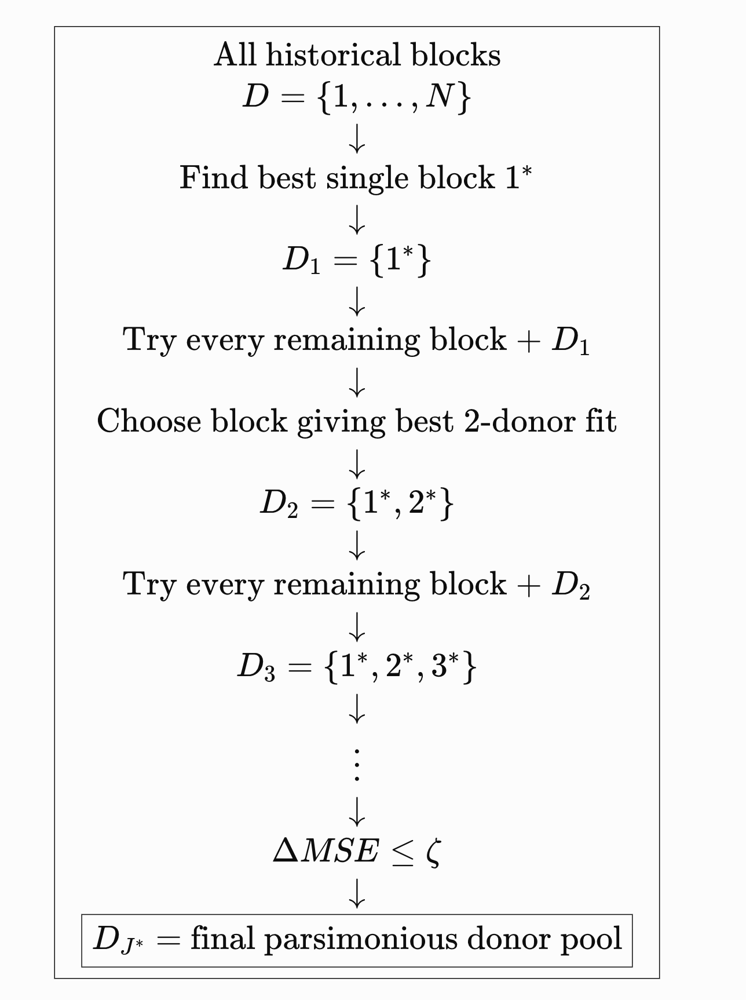 All historical blocks
D = {1, . . . , N}
↓
Find best single block 1*
↓
D₁ = {1*}
↓
Try every remaining block + D₁
↓
Choose block giving best 2-donor fit
↓
D₂ = {1*, 2*}
↓
Try every remaining block + D₂
↓
D₃ = {1*, 2*, 3*}
↓
⋮
↓
ΔMSE ≤ ζ
↓
D_{J*} = final parsimonious donor pool